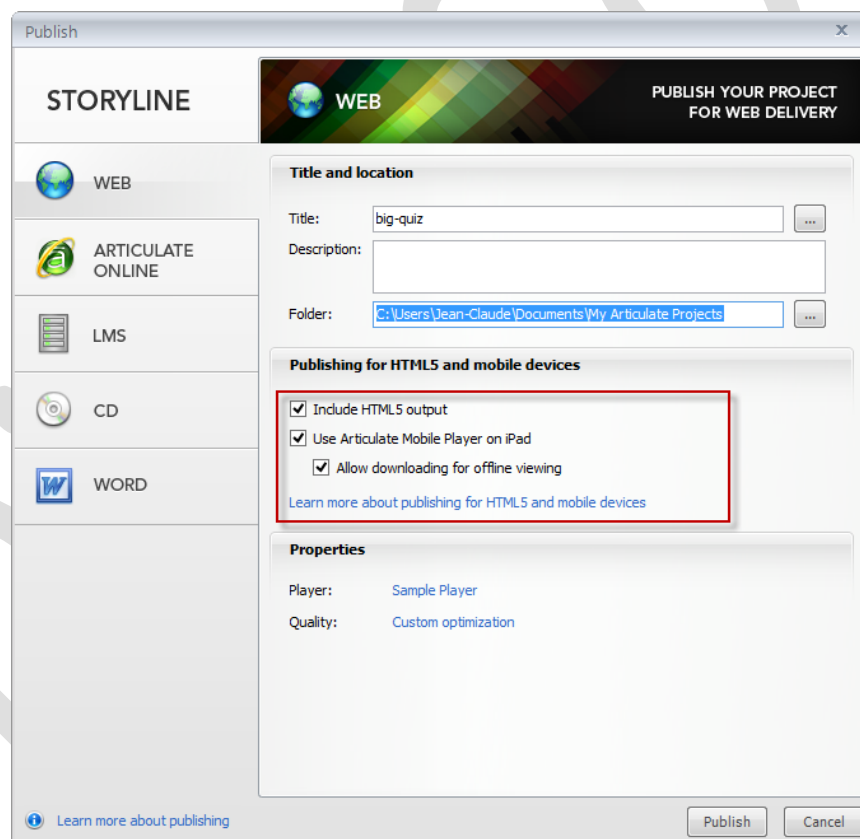 Publish
x
STORYLINE
WEB
PUBLISH YOUR PROJECT
FOR WEB DELIVERY
WEB
ARTICULATE
ONLINE
LMS
CD
WORD
Title and location
Title: big-quiz ...
Description:
Folder: C:\Users\Jean-Claude\Documents\My Articulate Projects ...
Publishing for HTML5 and mobile devices
Include HTML5 output
Use Articulate Mobile Player on iPad
Allow downloading for offline viewing
Learn more about publishing for HTML5 and mobile devices
Properties
Player: Sample Player
Quality: Custom optimization
Learn more about publishing
Publish Cancel